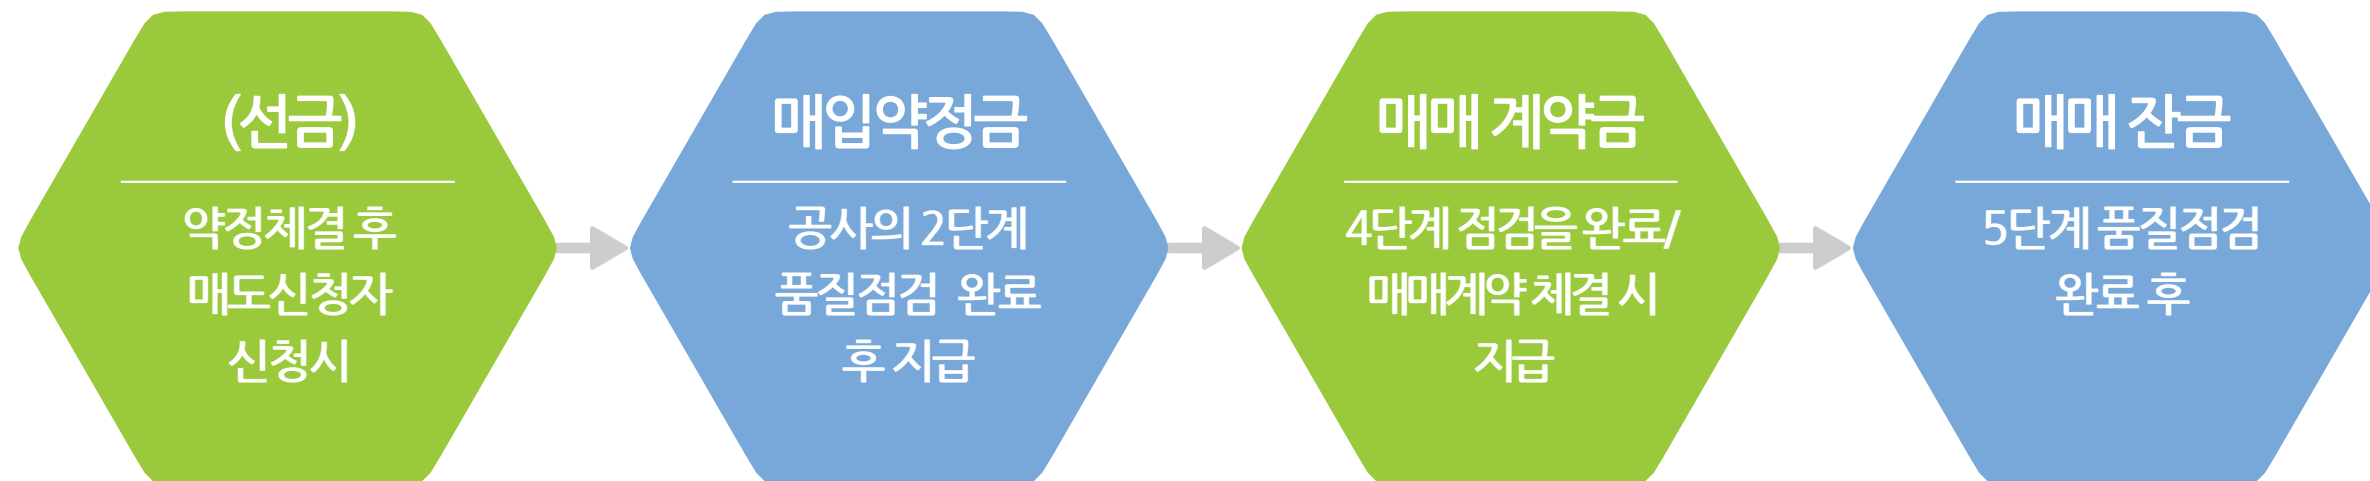 (선금)
약정체결 후
매도신청자
신청시
매입약정금
공사의 2단계
품질점검 완료
후 지급
매매 계약금
4단계 점검을 완료/
매매계약 체결 시
지급
매매 잔금
5단계 품질점검
완료 후